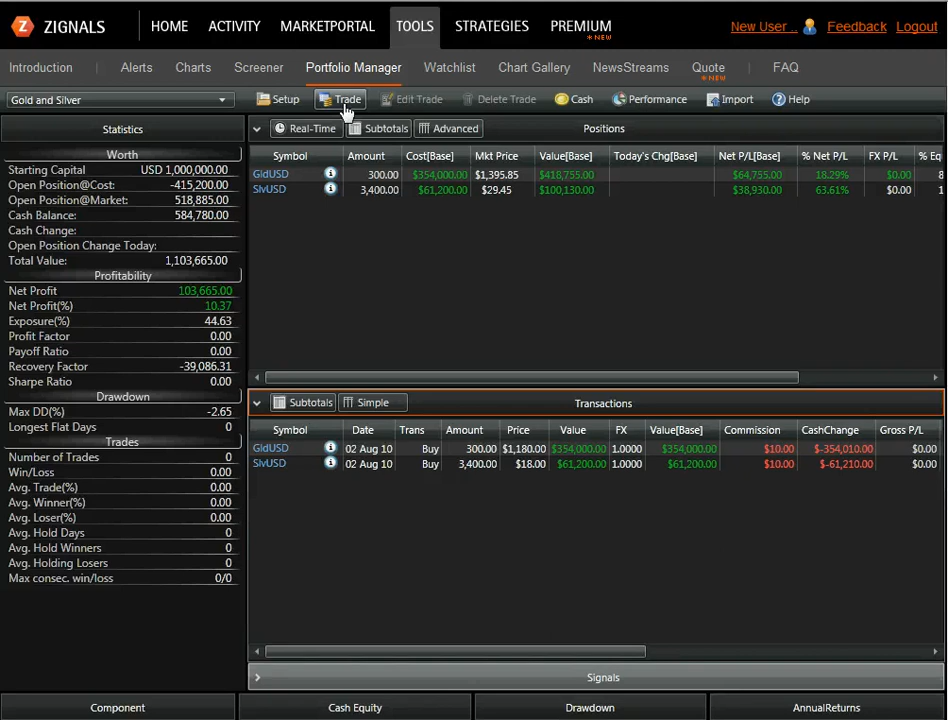 ZIGNALS HOME ACTIVITY MARKETPORTAL TOOLS STRATEGIES PREMIUM *NEW New User .. Feedback Logout
Introduction Alerts Charts Screener Portfolio Manager Watchlist Chart Gallery NewsStreams Quote *NEW FAQ
Gold and Silver Setup Trade Edit Trade Delete Trade Cash Performance Import Help
Statistics
Worth
Starting Capital USD 1,000,000.00
Open Position@Cost: -415,200.00
Open Position@Market: 518,885.00
Cash Balance: 584,780.00
Cash Change:
Open Position Change Today:
Total Value: 1,103,665.00
Profitability
Net Profit 103,665.00
Net Profit(%) 10.37
Exposure(%) 44.63
Profit Factor 0.00
Payoff Ratio 0.00
Recovery Factor -39,086.31
Sharpe Ratio 0.00
Drawdown
Max DD(%) -2.65
Longest Flat Days 0
Trades
Number of Trades 0
Win/Loss 0.00
Avg. Trade(%) 0.00
Avg. Winner(%) 0.00
Avg. Loser(%) 0.00
Avg. Hold Days 0
Avg. Hold Winners 0
Avg. Holding Losers 0
Max consec. win/loss 0/0
Real-Time Subtotals Advanced Positions
Symbol Amount Cost[Base] Mkt Price Value[Base] Today's Chg[Base] Net P/L[Base] % Net P/L FX P/L % Eq
GldUSD 300.00 $354,000.00 $1,395.85 $418,755.00 $64,755.00 18.29% $0.00 8
SlvUSD 3,400.00 $61,200.00 $29.45 $100,130.00 $38,930.00 63.61% $0.00 1
Subtotals Simple Transactions
Symbol Date Trans Amount Price Value FX Value[Base] Commission CashChange Gross P/L
GldUSD 02 Aug 10 Buy 300.00 $1,180.00 $354,000.00 1.0000 $354,000.00 $10.00 $-354,010.00 $0.00
SlvUSD 02 Aug 10 Buy 3,400.00 $18.00 $61,200.00 1.0000 $61,200.00 $10.00 $-61,210.00 $0.00
Signals
Component Cash Equity Drawdown AnnualReturns